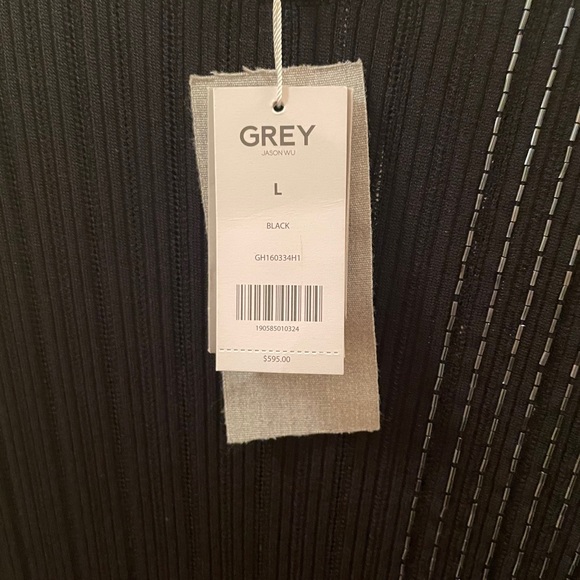 GREY
JASON WU
L
BLACK
GH160334H1
190585010324
$595.00